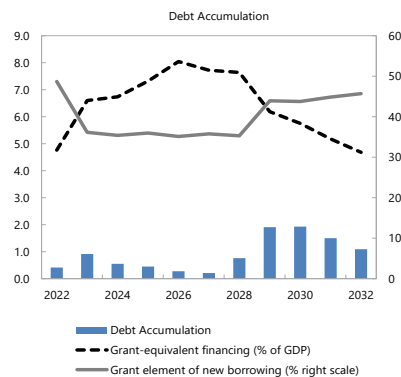 Debt Accumulation
9.0 60
8.0 50
7.0
6.0 40
5.0
4.0 30
3.0 20
2.0
1.0 10
0.0 0
2022 2024 2026 2028 2030 2032
Debt Accumulation
Grant-equivalent financing (% of GDP)
Grant element of new borrowing (% right scale)